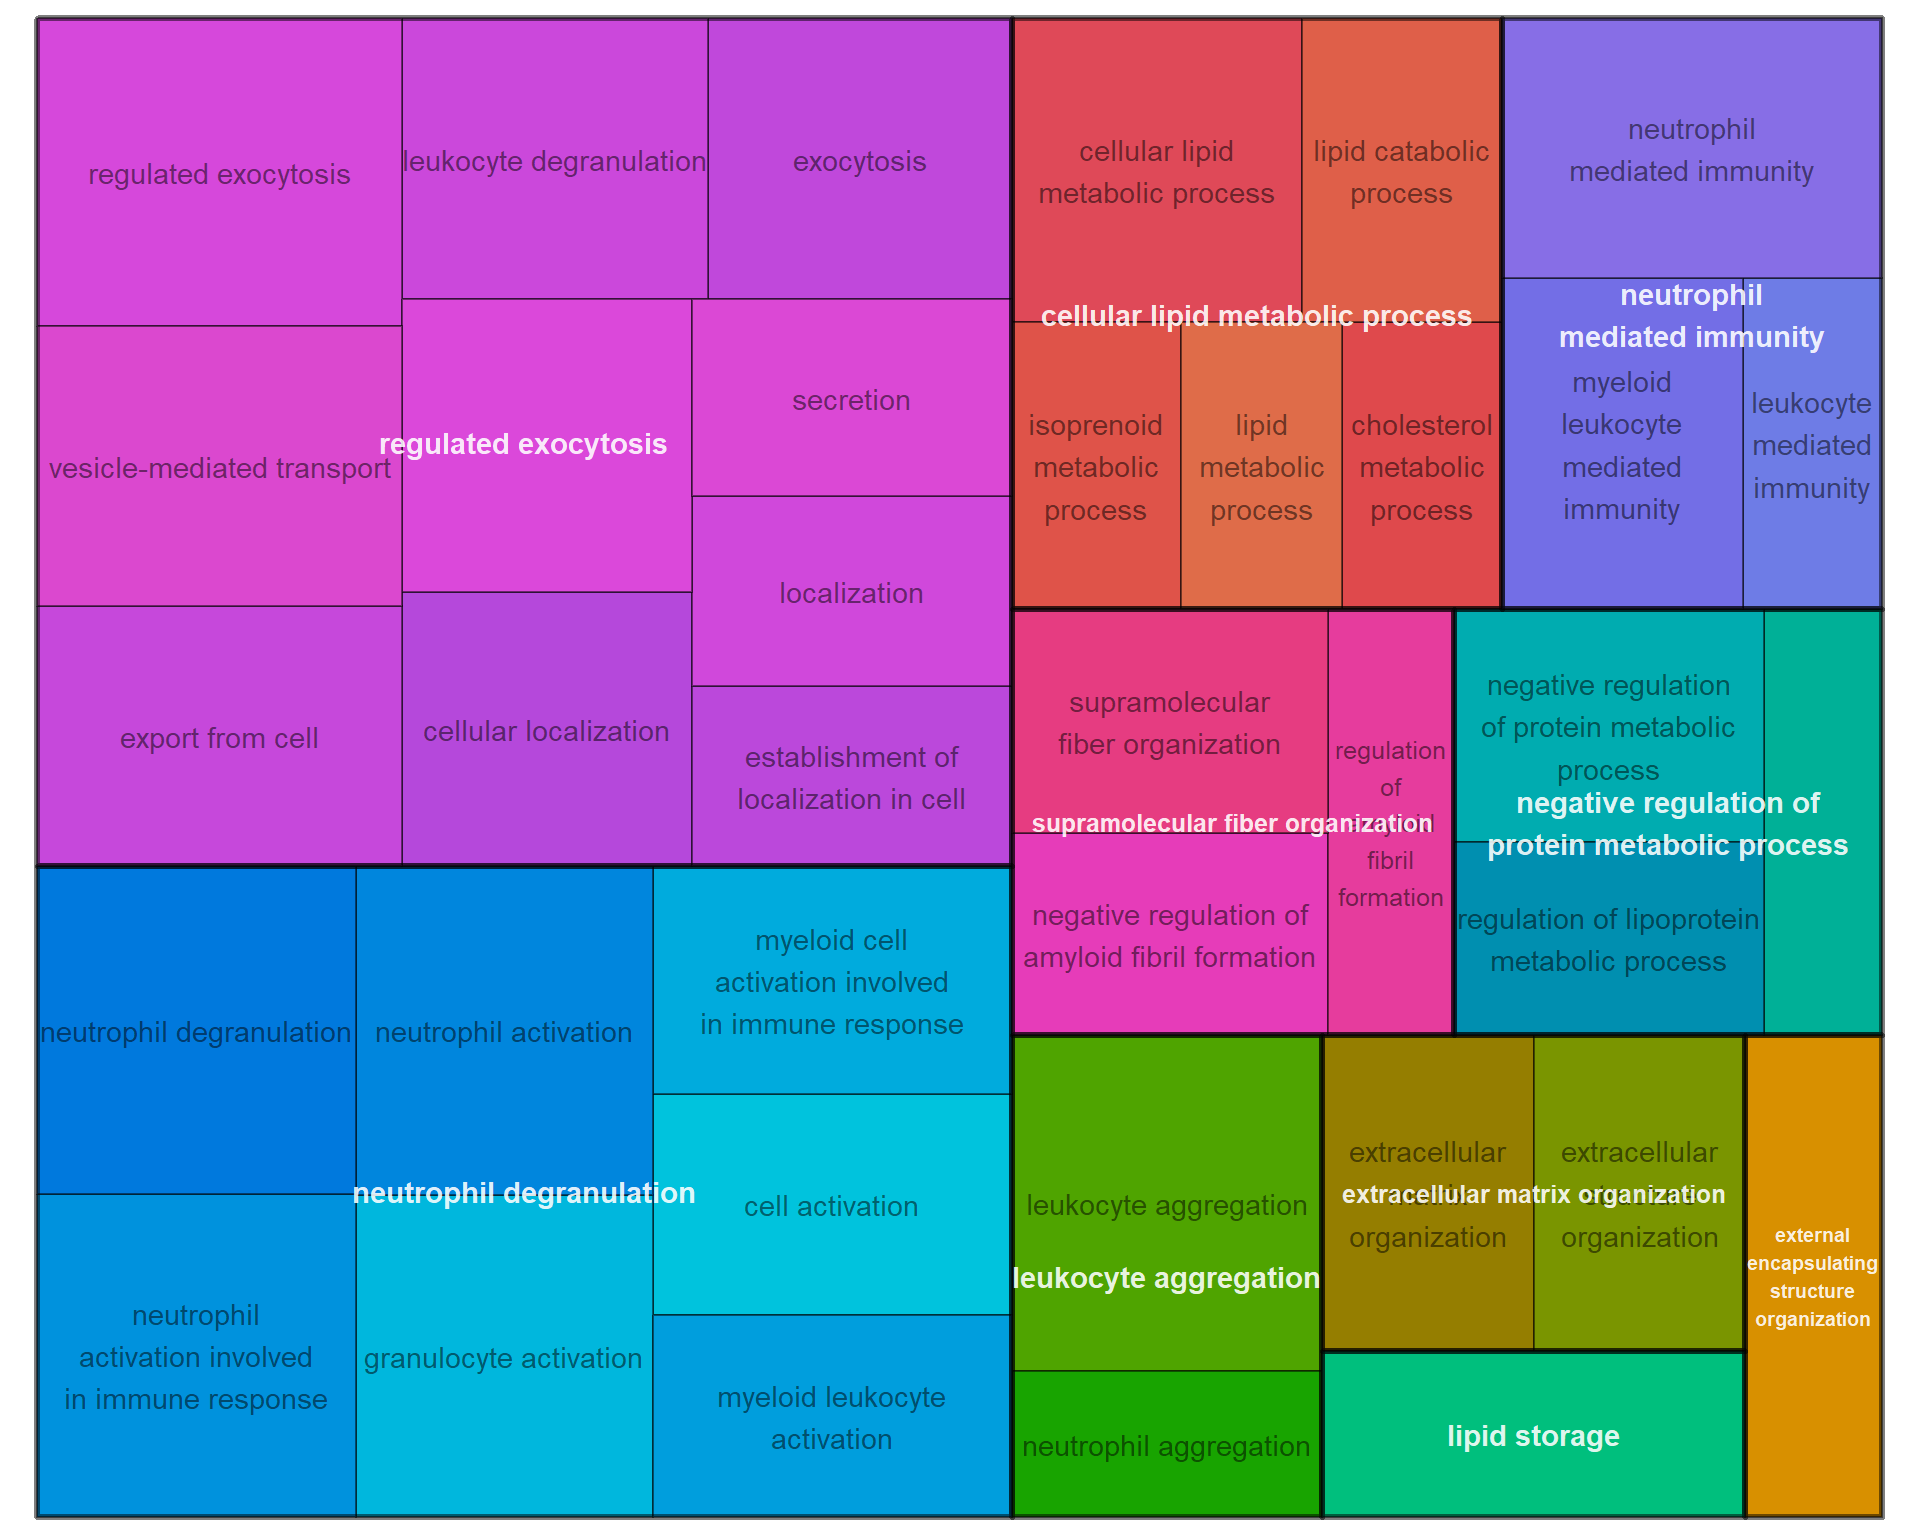 regulated exocytosis
leukocyte degranulation
exocytosis
vesicle-mediated transport
regulated exocytosis
secretion
localization
export from cell
cellular localization
establishment of
localization in cell
cellular lipid
metabolic process
lipid catabolic
process
cellular lipid metabolic process
isoprenoid
metabolic
process
lipid
metabolic
process
cholesterol
metabolic
process
neutrophil
mediated immunity
neutrophil
mediated immunity
myeloid
leukocyte
mediated
immunity
leukocyte
mediated
immunity
supramolecular
fiber organization
regulation
of
fibril
formation
supramolecular fiber organization
negative regulation of
amyloid fibril formation
negative regulation
of protein metabolic
process
negative regulation of
protein metabolic process
regulation of lipoprotein
metabolic process
neutrophil degranulation
neutrophil activation
myeloid cell
activation involved
in immune response
neutrophil degranulation
cell activation
neutrophil
activation involved
in immune response
granulocyte activation
myeloid leukocyte
activation
leukocyte aggregation
leukocyte aggregation
neutrophil aggregation
extracellular
organization
extracellular
organization
extracellular matrix organization
external
encapsulating
structure
organization
lipid storage